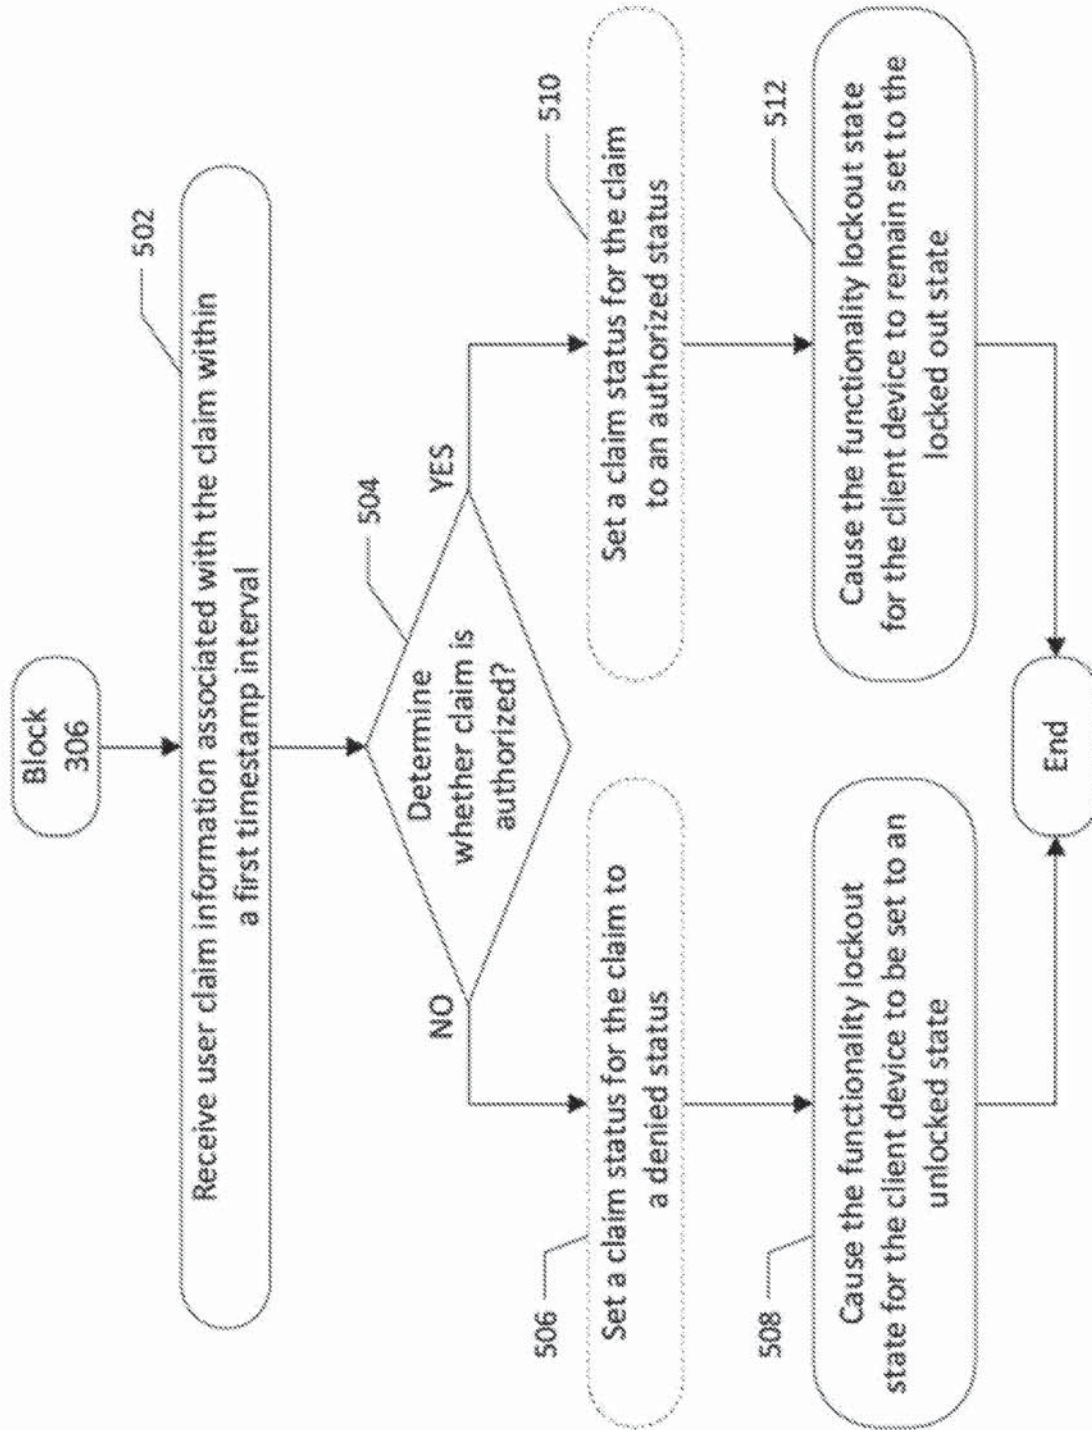 Block
306
502
Receive user claim information associated with the claim within
a first timestamp interval
504
Determine
whether claim is
authorized?
NO
YES
506
Set a claim status for the claim to
a denied status
510
Set a claim status for the claim
to an authorized status
508
Cause the functionality lockout
state for the client device to be set to an
unlocked state
512
Cause the functionality lockout state
for the client device to remain set to the
locked out state
End